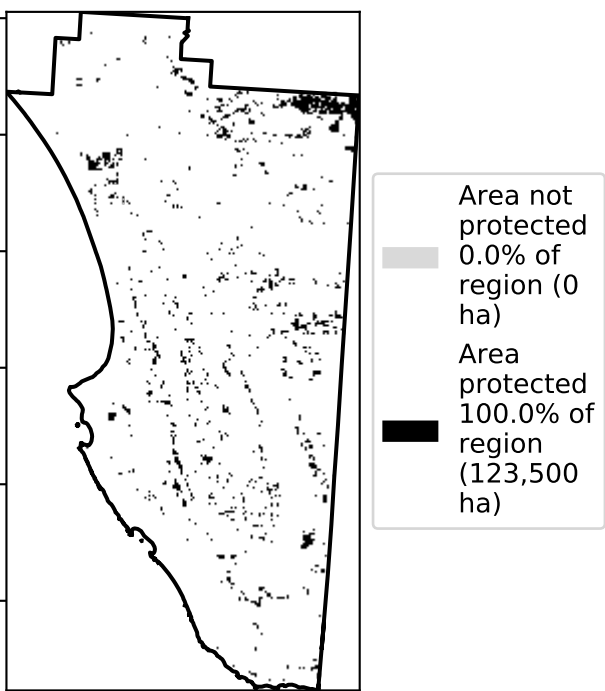 Area not
protected
0.0% of
region (0
ha)
Area
protected
100.0% of
region
(123,500
ha)